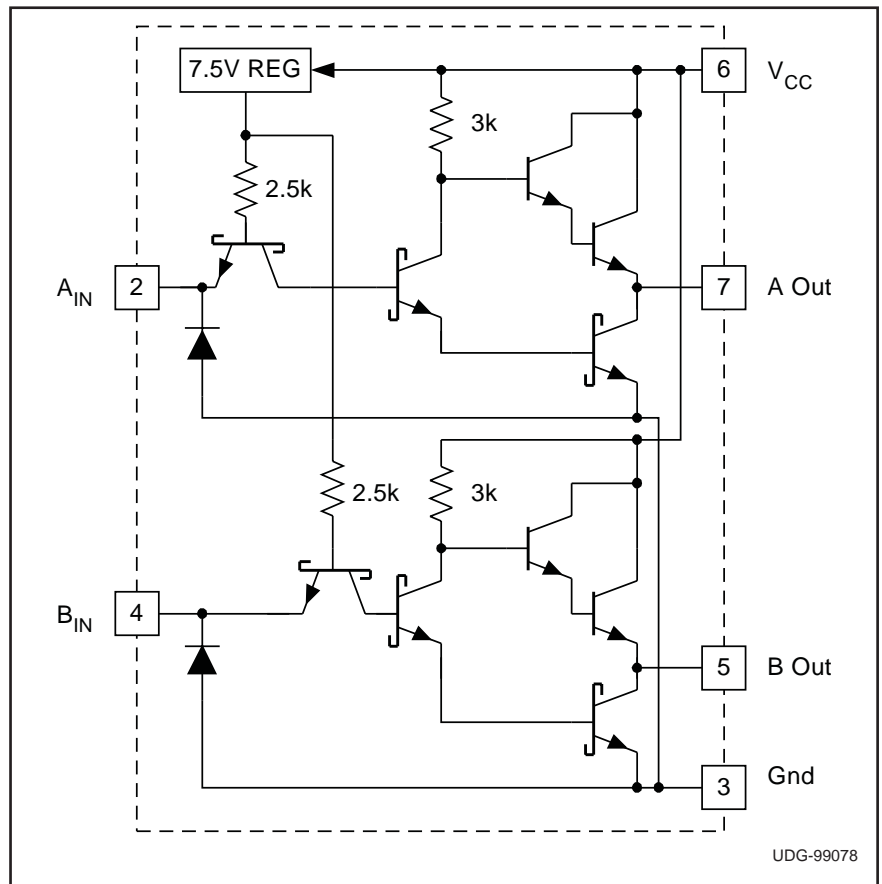 7.5V REG
6 VCC
3k
2.5k
AIN 2
7 A Out
2.5k
3k
BIN 4
5 B Out
3 Gnd
UDG-99078